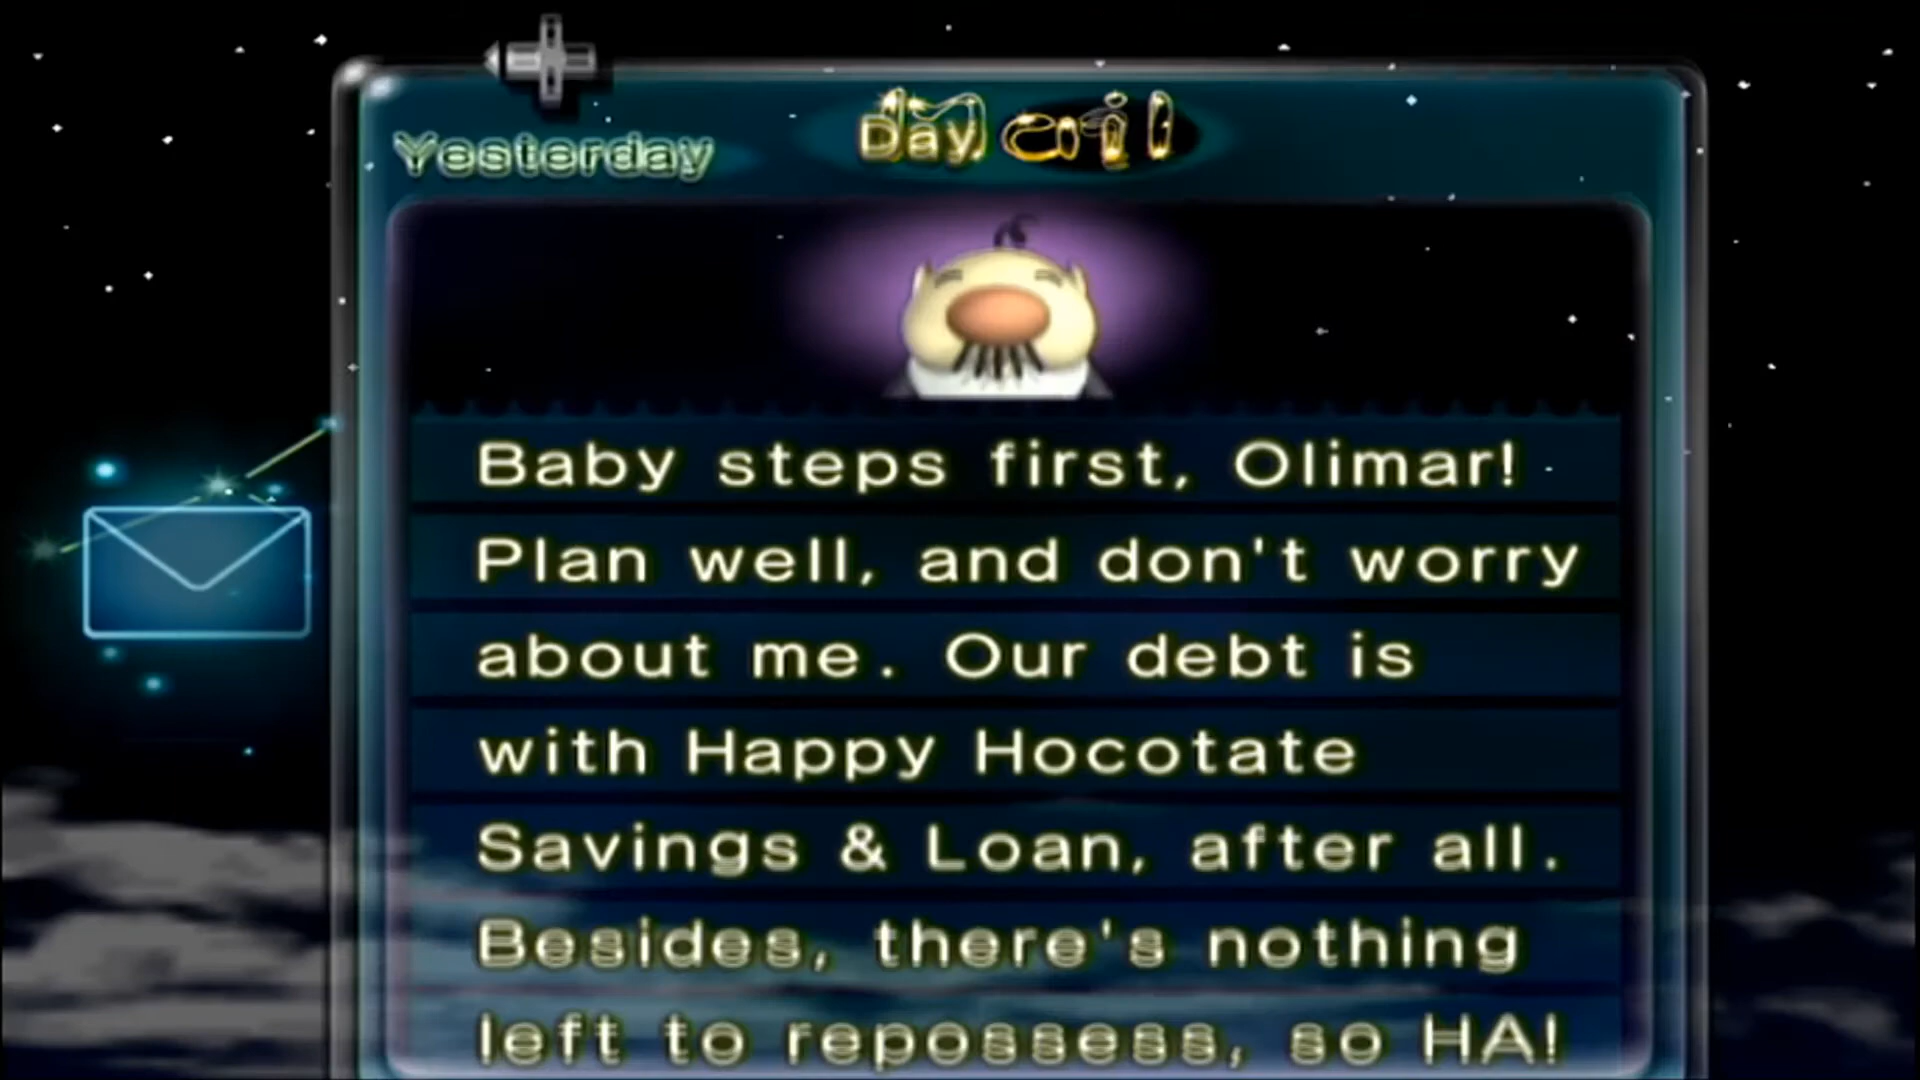 Yesterday
Day
Baby steps first, Olimar!
Plan well, and don't worry
about me. Our debt is
with Happy Hocotate
Savings & Loan, after all.
Besides, there's nothing
left to repossess, so HA!